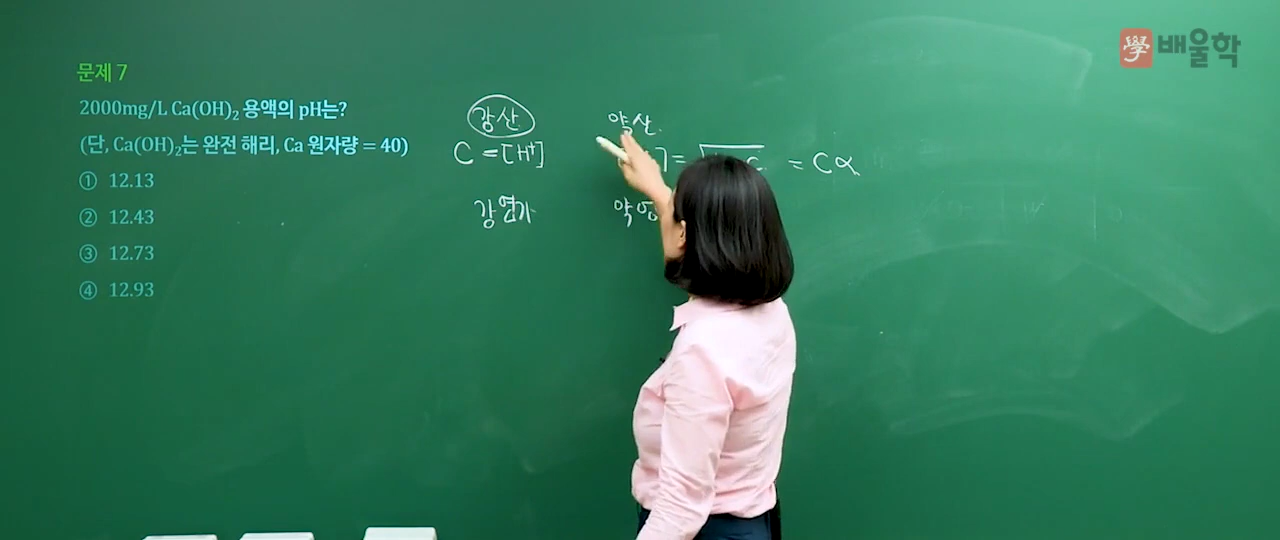 學 배울학
문제 7
2000mg/L Ca(OH)₂ 용액의 pH는?
(단, Ca(OH)₂는 완전 해리, Ca 원자량 = 40)
① 12.13
② 12.43
③ 12.73
④ 12.93
강산 약산
C = [H⁺] ] = = Cα
강염기